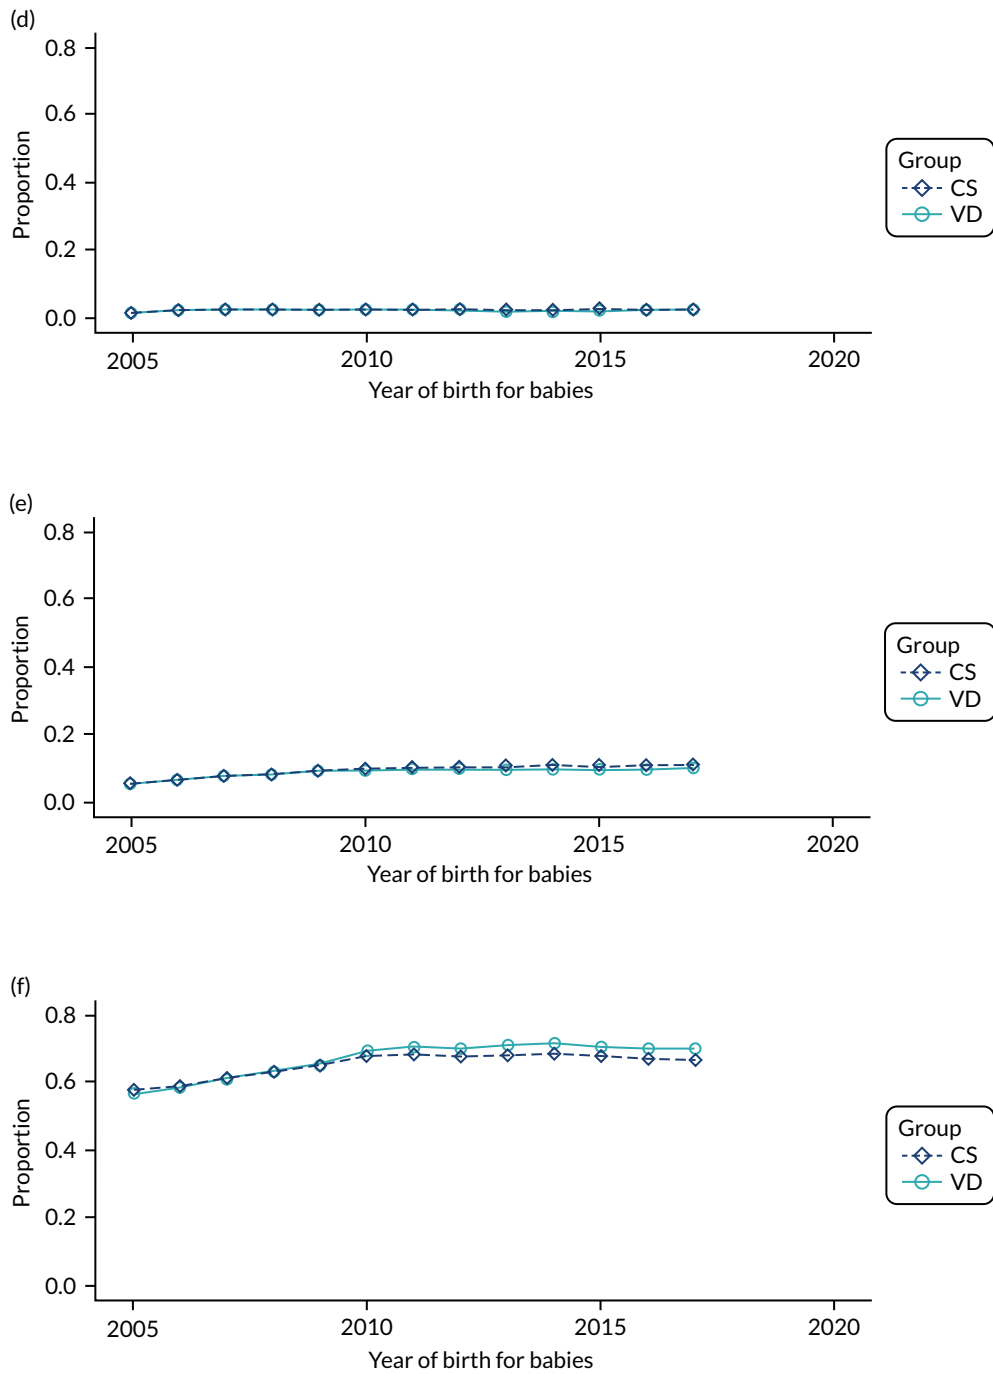 (d)
0.8
0.6
0.4
0.2
0.0
Proportion
2005 2010 2015 2020
Year of birth for babies
Group
CS
VD
(e)
0.8
0.6
0.4
0.2
0.0
Proportion
2005 2010 2015 2020
Year of birth for babies
Group
CS
VD
(f)
0.8
0.6
0.4
0.2
0.0
Proportion
2005 2010 2015 2020
Year of birth for babies
Group
CS
VD